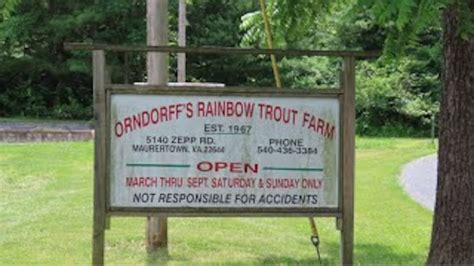 ORNDORFF'S RAINBOW TROUT FARM
EST. 1967
5140 ZEPP RD. PHONE
MAURERTOWN, VA. 22644 540-436-3384
OPEN
MARCH THRU SEPT. SATURDAY & SUNDAY ONLY
NOT RESPONSIBLE FOR ACCIDENTS